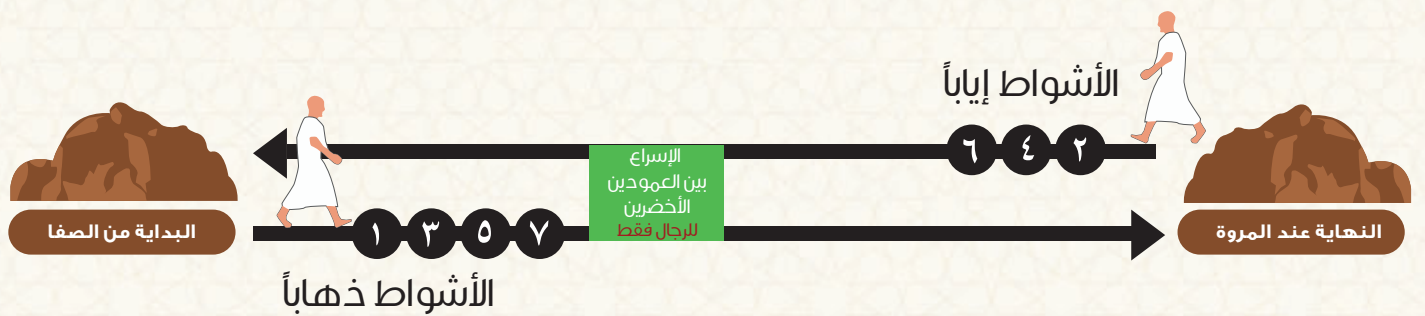 الأشواط إياباً
٢ ٤ ٦
الإسراع
بين العمودين
الأخضرين
للرجال فقط
النهاية عند المروة
البداية من الصفا
١ ٣ ٥ ٧
الأشواط ذهاباً